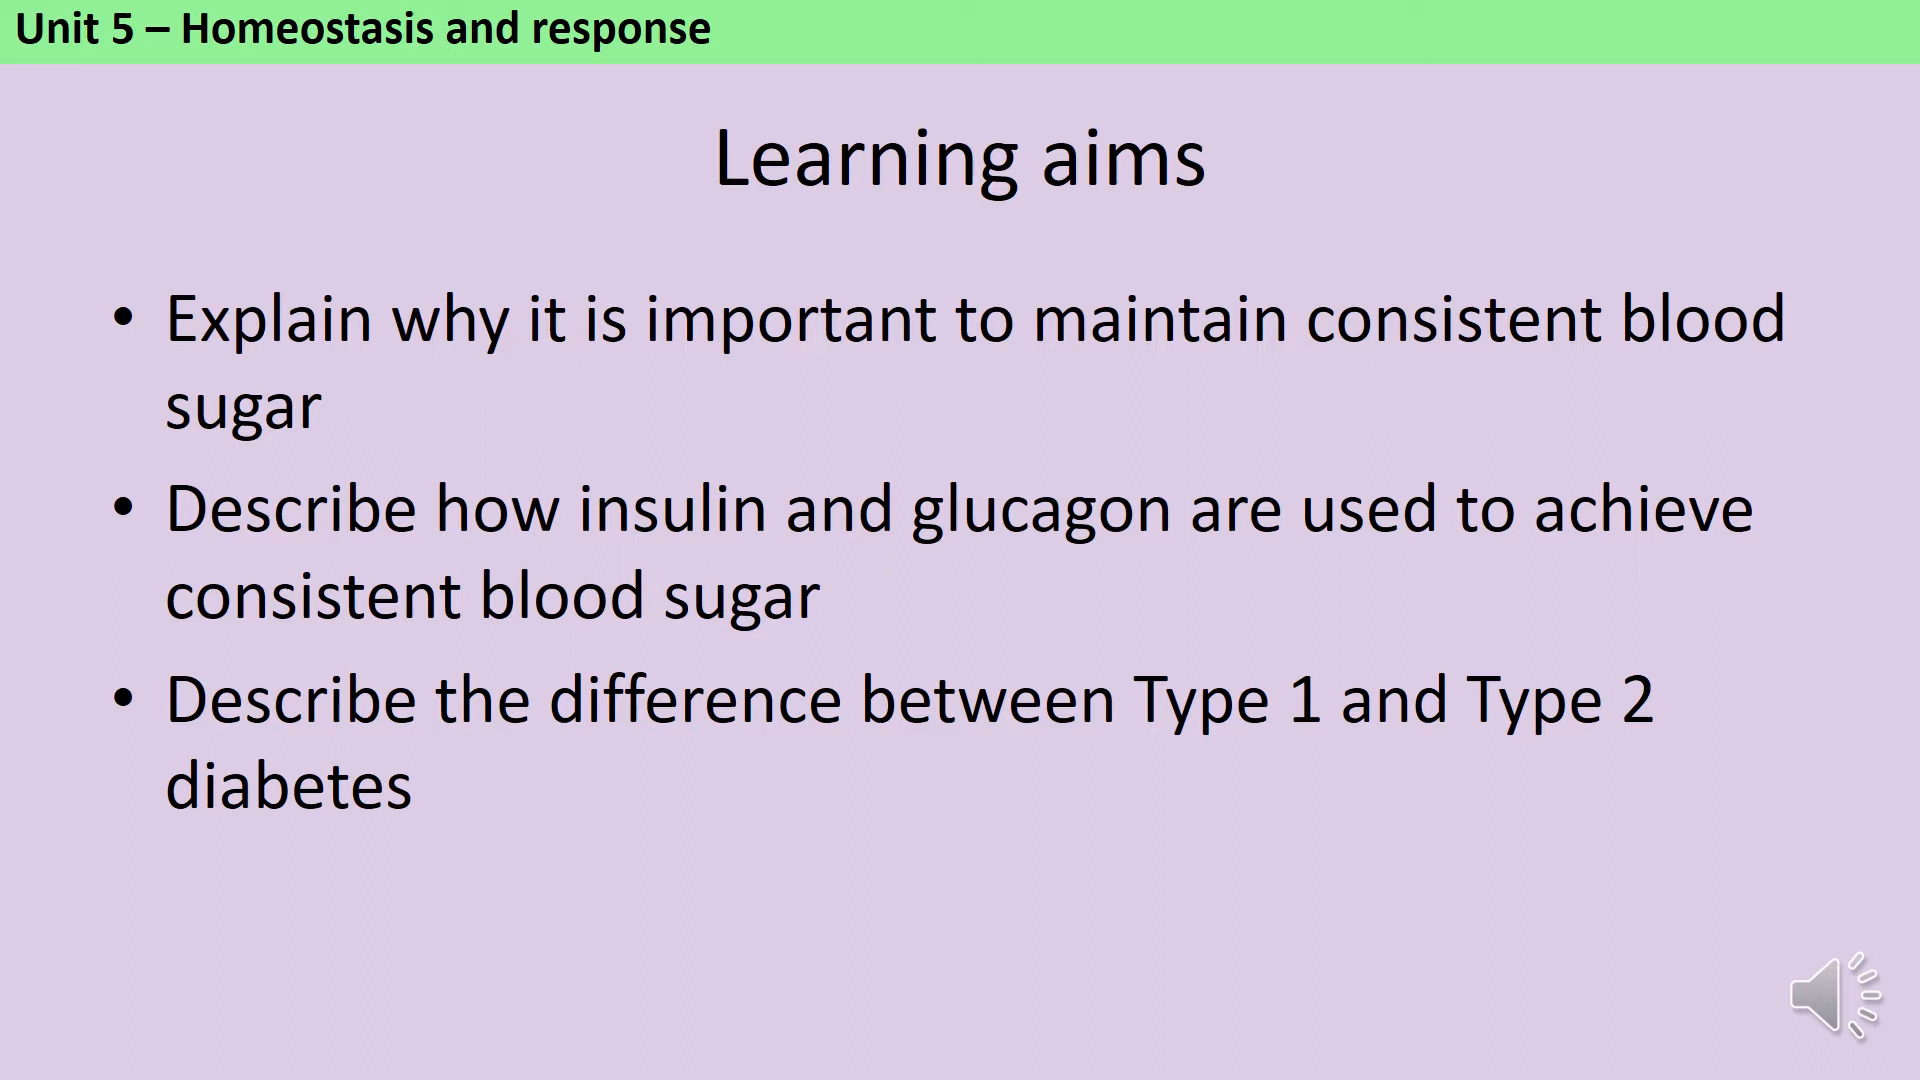 Unit 5 – Homeostasis and response
Learning aims
• Explain why it is important to maintain consistent blood
sugar
• Describe how insulin and glucagon are used to achieve
consistent blood sugar
• Describe the difference between Type 1 and Type 2
diabetes